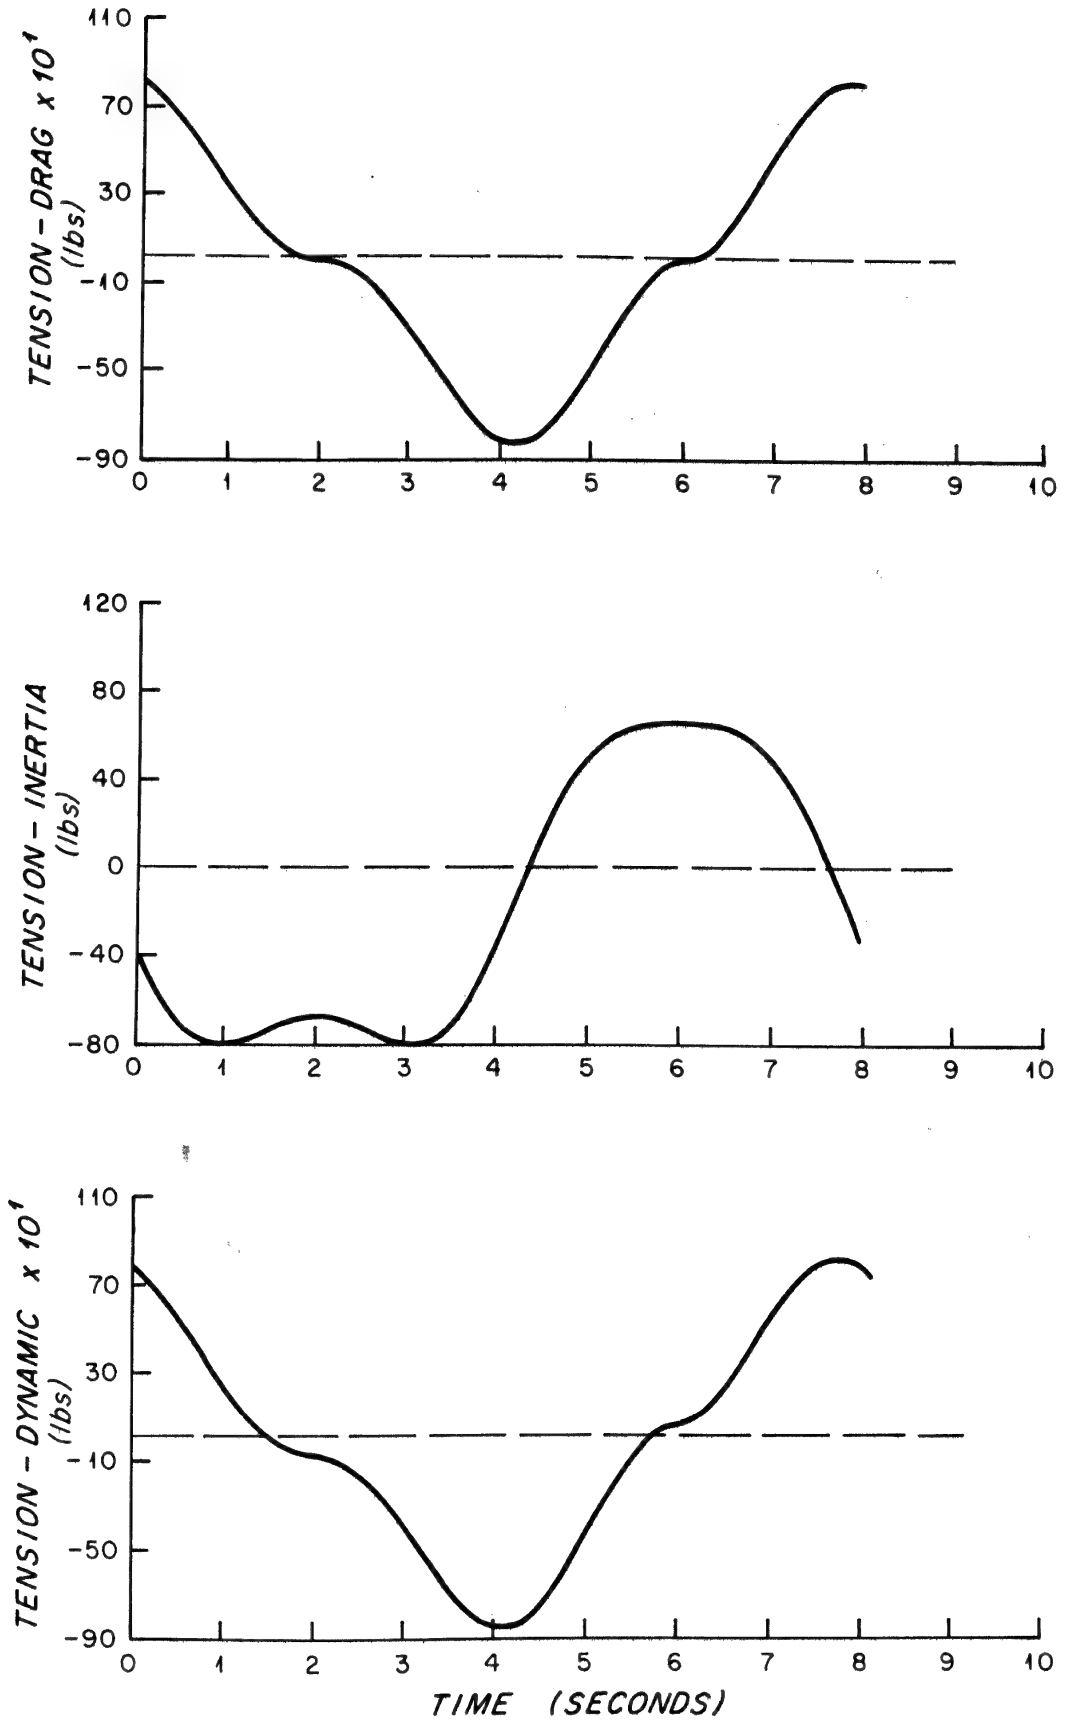 TENSION - DRAG x 10¹
(lbs)
110
70
30
-10
-50
-90
0 1 2 3 4 5 6 7 8 9 10
TENSION - INERTIA
(lbs)
120
80
40
0
-40
-80
0 1 2 3 4 5 6 7 8 9 10
TENSION - DYNAMIC x 10¹
(lbs)
110
70
30
-10
-50
-90
0 1 2 3 4 5 6 7 8 9 10
TIME (SECONDS)